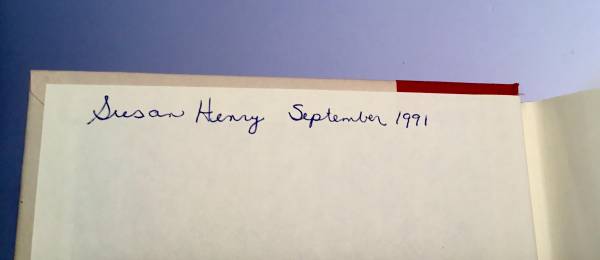 Susan Henry September 1991